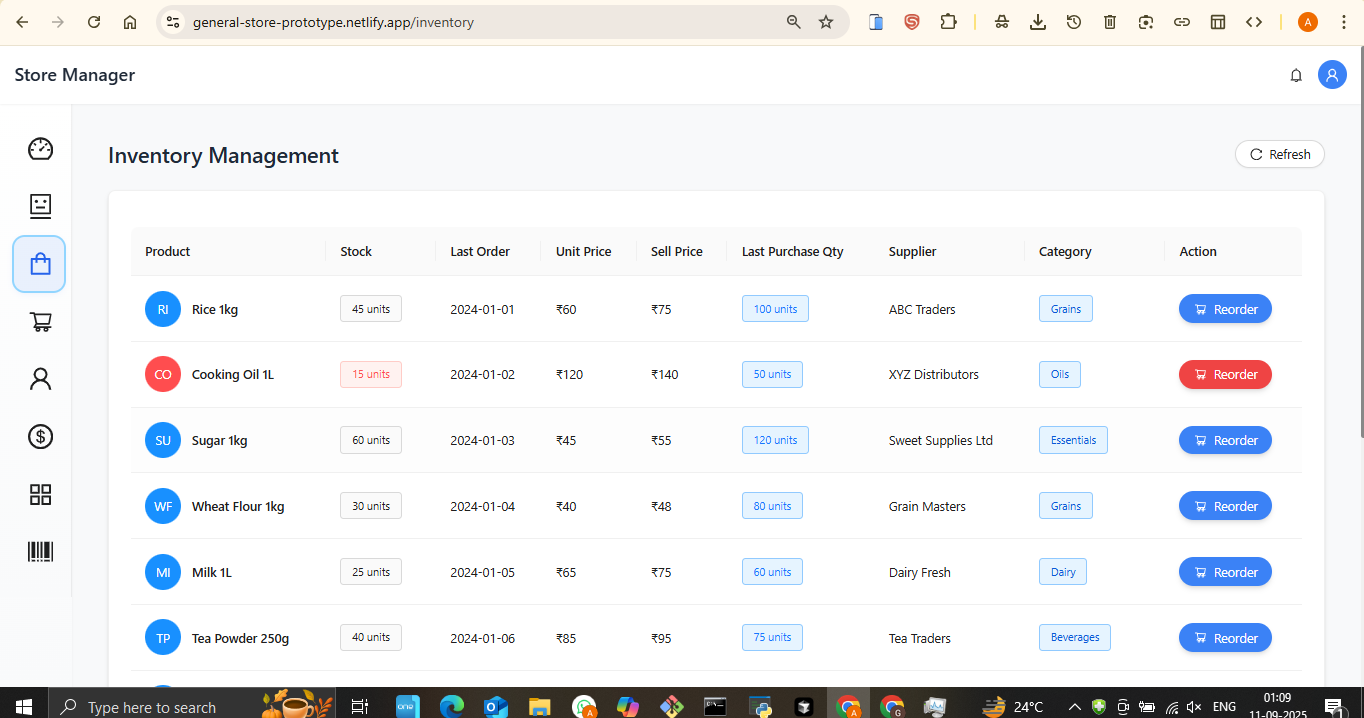 general-store-prototype.netlify.app/inventory
A
Store Manager
Inventory Management
Refresh
Product Stock Last Order Unit Price Sell Price Last Purchase Qty Supplier Category Action
RI Rice 1kg 45 units 2024-01-01 ₹60 ₹75 100 units ABC Traders Grains Reorder
CO Cooking Oil 1L 15 units 2024-01-02 ₹120 ₹140 50 units XYZ Distributors Oils Reorder
SU Sugar 1kg 60 units 2024-01-03 ₹45 ₹55 120 units Sweet Supplies Ltd Essentials Reorder
WF Wheat Flour 1kg 30 units 2024-01-04 ₹40 ₹48 80 units Grain Masters Grains Reorder
MI Milk 1L 25 units 2024-01-05 ₹65 ₹75 60 units Dairy Fresh Dairy Reorder
TP Tea Powder 250g 40 units 2024-01-06 ₹85 ₹95 75 units Tea Traders Beverages Reorder
Type here to search
24°C
ENG
01:09
11-09-2025